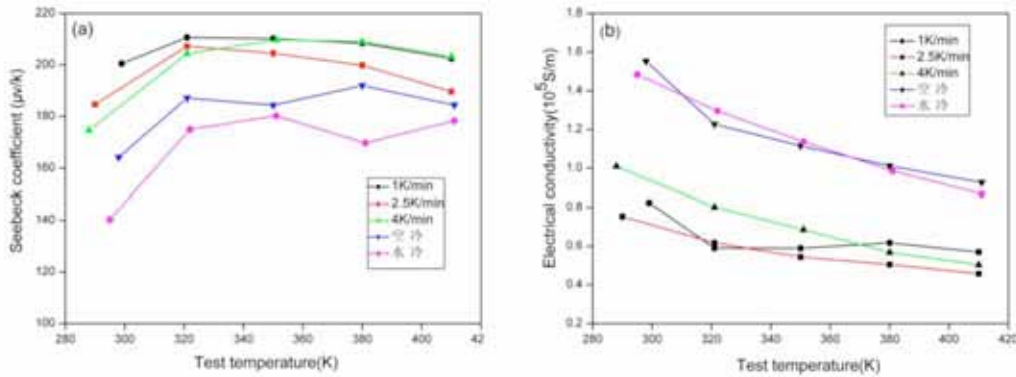 (a)
220
200
180
160
140
120
100
280 300 320 340 360 380 400 42
Seebeck coefficient (μv/k)
Test temperature(K)
1K/min
2.5K/min
4K/min
空 冷
水 冷
(b)
1.8
1.6
1.4
1.2
1.0
0.8
0.6
0.4
0.2
280 300 320 340 360 380 400 420
Electrical conductivity(10⁵S/m)
Test temperature(K)
1K/min
2.5K/min
4K/min
空 冷
水 冷